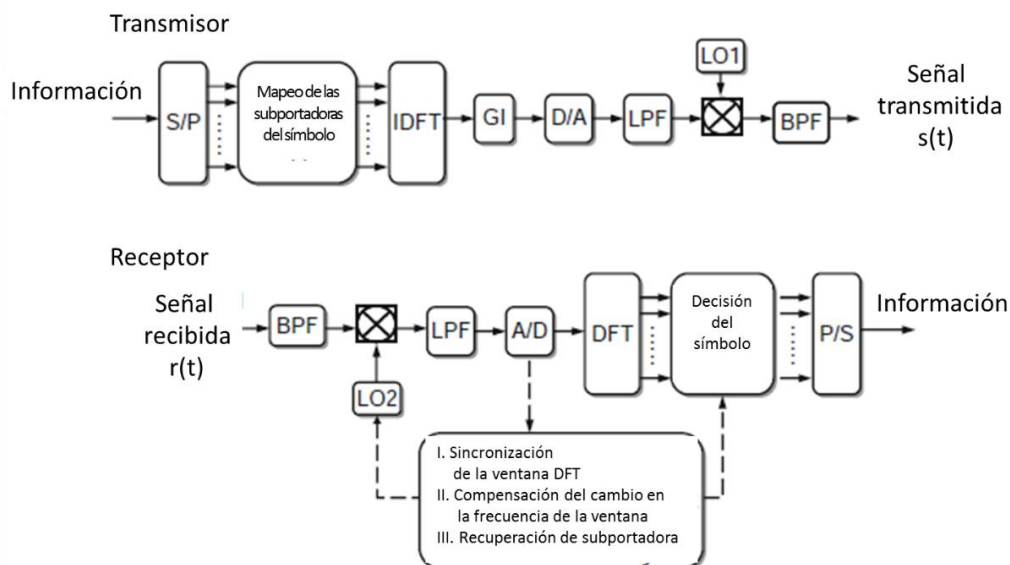 Transmisor
Información
S/P
Mapeo de las
subportadoras
del símbolo
IDFT
GI
D/A
LPF
LO1
BPF
Señal
transmitida
s(t)
Receptor
Señal
recibida
r(t)
BPF
LO2
LPF
A/D
DFT
Decisión
del
símbolo
P/S
Información
I. Sincronización
de la ventana DFT
II. Compensación del cambio en
la frecuencia de la ventana
III. Recuperación de subportadora